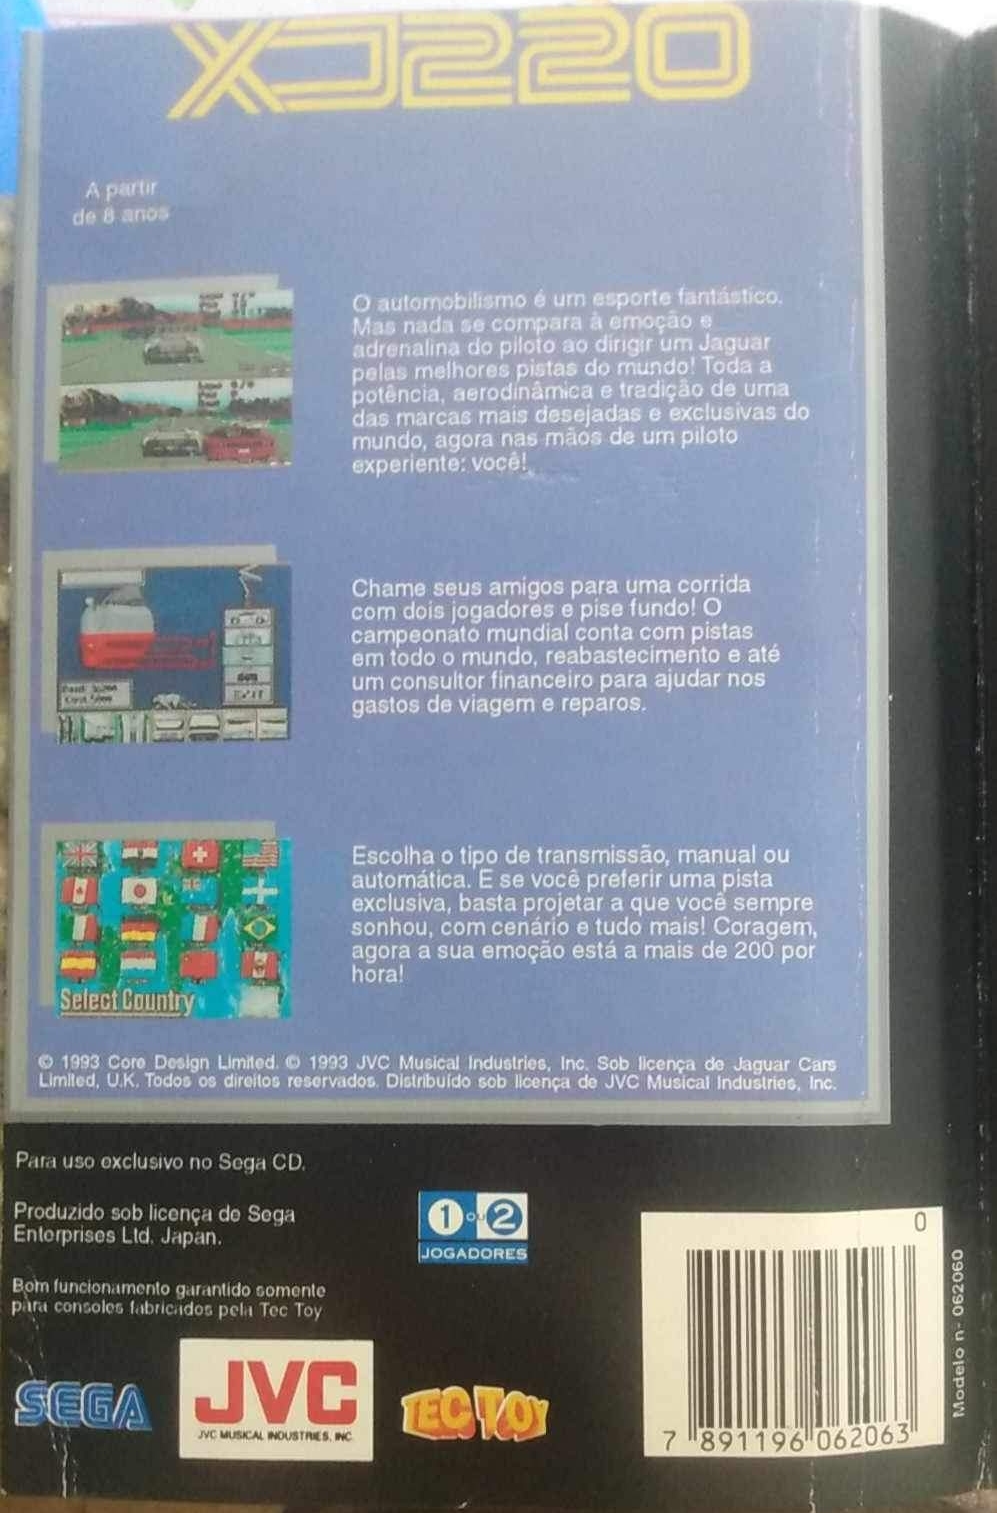 XJ220
A partir
de 8 anos
O automobilismo é um esporte fantástico.
Mas nada se compara à emoção e
adrenalina do piloto ao dirigir um Jaguar
pelas melhores pistas do mundo! Toda a
potência, aerodinâmica e tradição de uma
das marcas mais desejadas e exclusivas do
mundo, agora nas mãos de um piloto
experiente: você!
Chame seus amigos para uma corrida
com dois jogadores e pise fundo! O
campeonato mundial conta com pistas
em todo o mundo, reabastecimento e até
um consultor financeiro para ajudar nos
gastos de viagem e reparos.
EXIT
Escolha o tipo de transmissão, manual ou
automática. E se você preferir uma pista
exclusiva, basta projetar a que você sempre
sonhou, com cenário e tudo mais! Coragem,
agora a sua emoção está a mais de 200 por
hora!
Select Country
© 1993 Core Design Limited. © 1993 JVC Musical Industries, Inc. Sob licença de Jaguar Cars
Limited, U.K. Todos os direitos reservados. Distribuído sob licença de JVC Musical Industries, Inc.
Para uso exclusivo no Sega CD.
Produzido sob licença de Sega
Enterprises Ltd. Japan.
1 ou 2
JOGADORES
Bom funcionamento garantido somente
para consoles fabricados pela Tec Toy
SEGA
JVC
JVC MUSICAL INDUSTRIES, INC.
TEC TOY
0
7 891196 062063
Modelo n- 062060